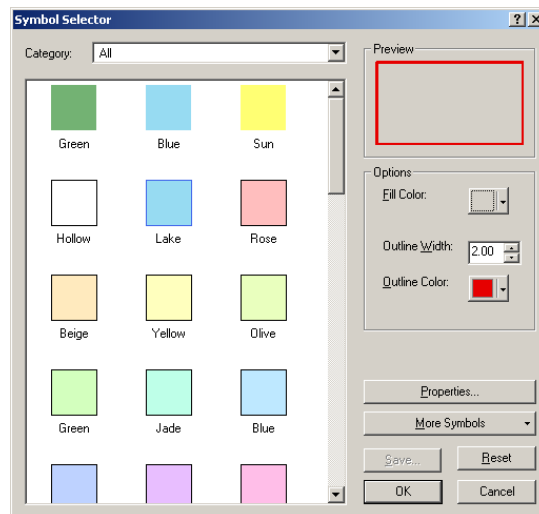 Symbol Selector
Category: All
Green Blue Sun
Hollow Lake Rose
Beige Yellow Olive
Green Jade Blue
Preview
Options
Fill Color:
Outline Width: 2.00
Outline Color:
Properties...
More Symbols
Save... Reset
OK Cancel